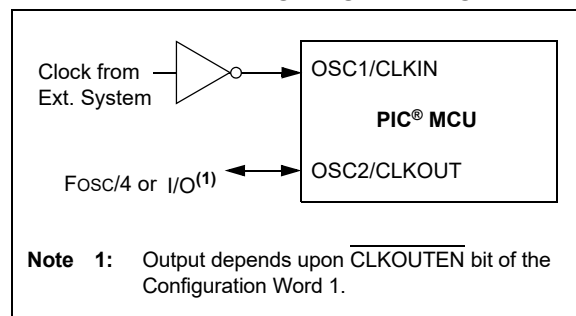 Clock from
Ext. System
OSC1/CLKIN
PIC® MCU
Fosc/4 or I/O(1)
OSC2/CLKOUT
Note 1: Output depends upon CLKOUTEN bit of the
Configuration Word 1.